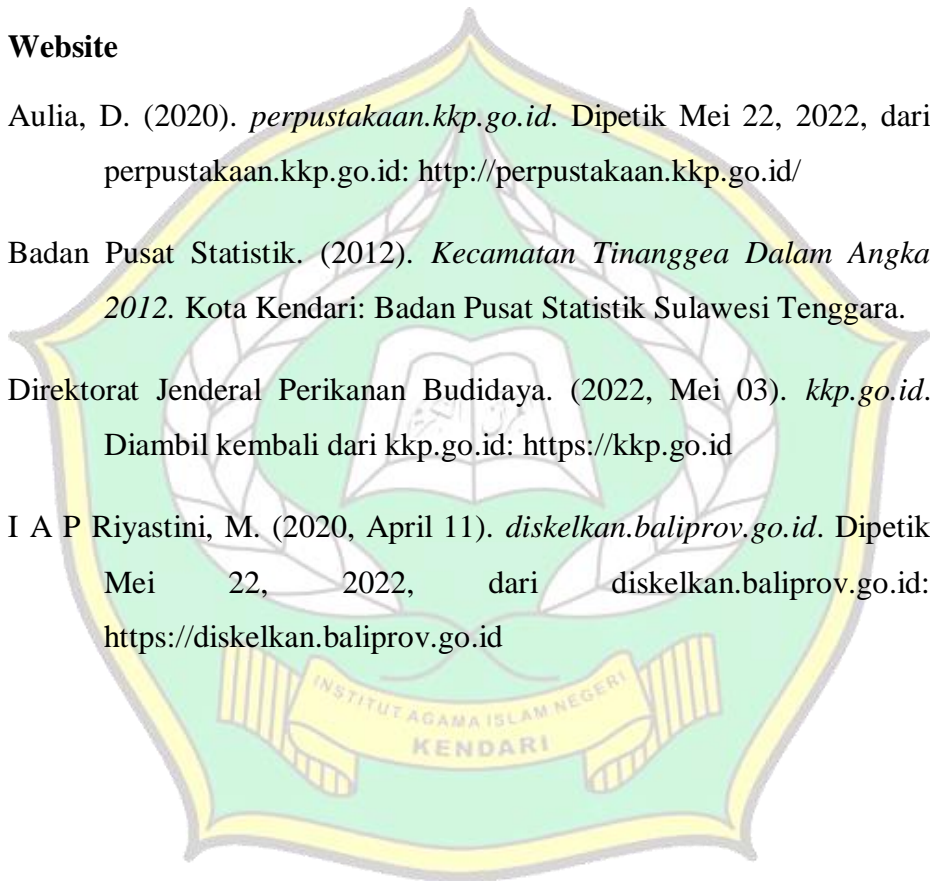 Website
Aulia, D. (2020). perpustakaan.kkp.go.id. Dipetik Mei 22, 2022, dari
perpustakaan.kkp.go.id: http://perpustakaan.kkp.go.id/
Badan Pusat Statistik. (2012). Kecamatan Tinanggea Dalam Angka
2012. Kota Kendari: Badan Pusat Statistik Sulawesi Tenggara.
Direktorat Jenderal Perikanan Budidaya. (2022, Mei 03). kkp.go.id.
Diambil kembali dari kkp.go.id: https://kkp.go.id
I A P Riyastini, M. (2020, April 11). diskelkan.baliprov.go.id. Dipetik
Mei 22, 2022, dari diskelkan.baliprov.go.id:
https://diskelkan.baliprov.go.id
INSTITUT AGAMA ISLAM NEGERI
KENDARI